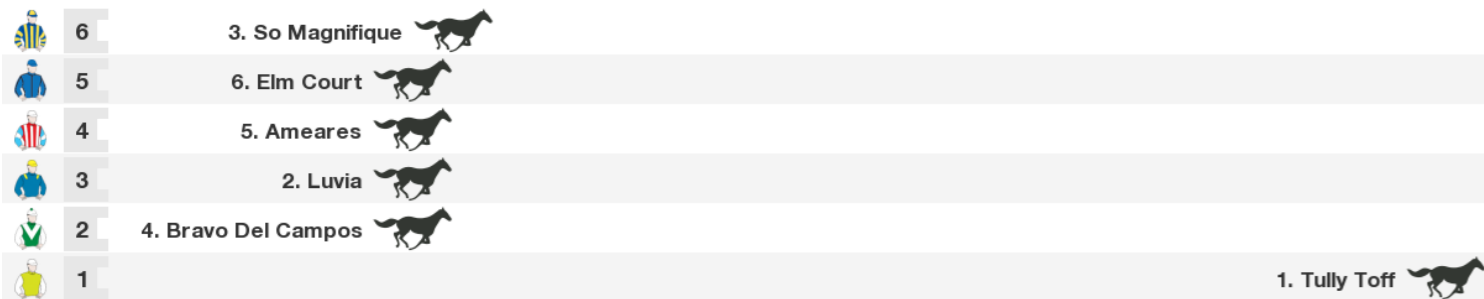 6 3. So Magnifique
5 6. Elm Court
4 5. Ameares
3 2. Luvia
2 4. Bravo Del Campos
1 1. Tully Toff